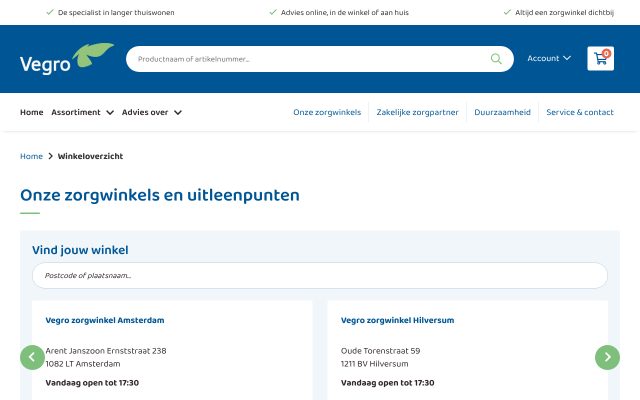 De specialist in langer thuiswonen
Advies online, in de winkel of aan huis
Altijd een zorgwinkel dichtbij
Vegro
Productnaam of artikelnummer...
Account
0
Home
Assortiment
Advies over
Onze zorgwinkels
Zakelijke zorgpartner
Duurzaamheid
Service & contact
Home
Winkeloverzicht
Onze zorgwinkels en uitleenpunten
Vind jouw winkel
Postcode of plaatsnaam...
Vegro zorgwinkel Amsterdam
Arent Janszoon Ernststraat 238
1082 LT Amsterdam
Vandaag open tot 17:30
Vegro zorgwinkel Hilversum
Oude Torenstraat 59
1211 BV Hilversum
Vandaag open tot 17:30